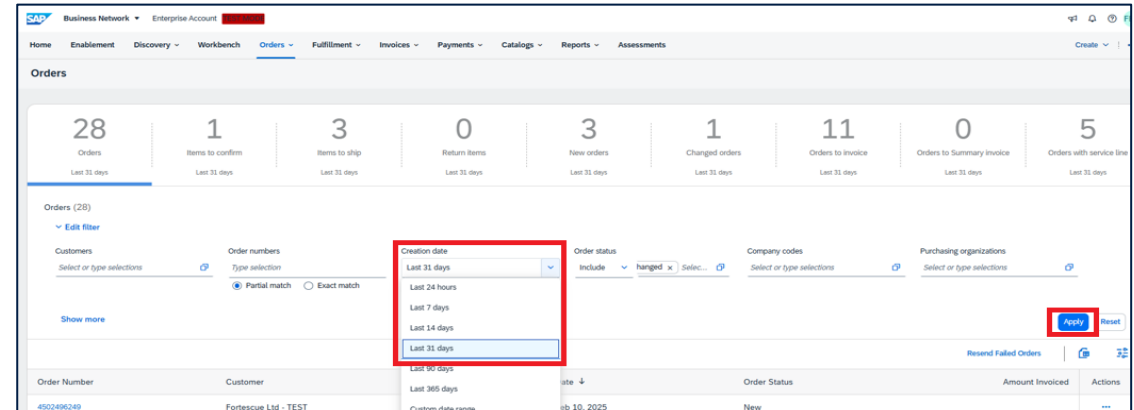 SAP Business Network Enterprise Account
Home Enablement Discovery Workbench Orders Fulfillment Invoices Payments Catalogs Reports Assessments Create
Orders
28 1 3 0 3 1 11 0 5
Orders Items to confirm Items to ship Return items New orders Changed orders Orders to invoice Orders to Summary invoice Orders with service line
Last 31 days Last 31 days Last 31 days Last 31 days Last 31 days Last 31 days Last 31 days Last 31 days Last 31 days
Orders (28)
Edit filter
Customers Order numbers Creation date Order status Company codes Purchasing organizations
Select or type selections Type selection Last 31 days Include hanged x Selec... Select or type selections Select or type selections
Partial match Exact match Last 24 hours
Last 7 days
Show more Last 14 days Apply Reset
Last 31 days Resend Failed Orders
Last 90 days
Order Number Customer Last 365 days ate ↓ Order Status Amount Invoiced Actions
4502496249 Fortescue Ltd - TEST Custom date range eb 10, 2025 New ...